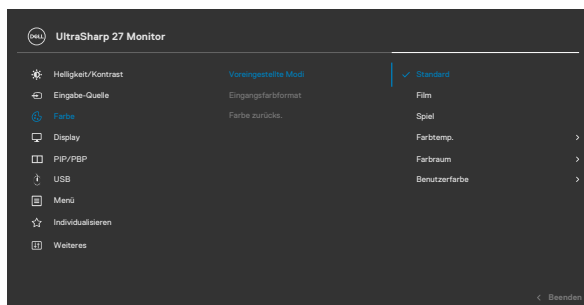 DELL UltraSharp 27 Monitor
Helligkeit/Kontrast Voreingestellte Modi Standard
Eingabe-Quelle Eingangsfarbformat Film
Farbe Farbe zurücks. Spiel
Display Farbtemp.
PIP/PBP Farbraum
USB Benutzerfarbe
Menü
Individualisieren
Weiteres
Beenden